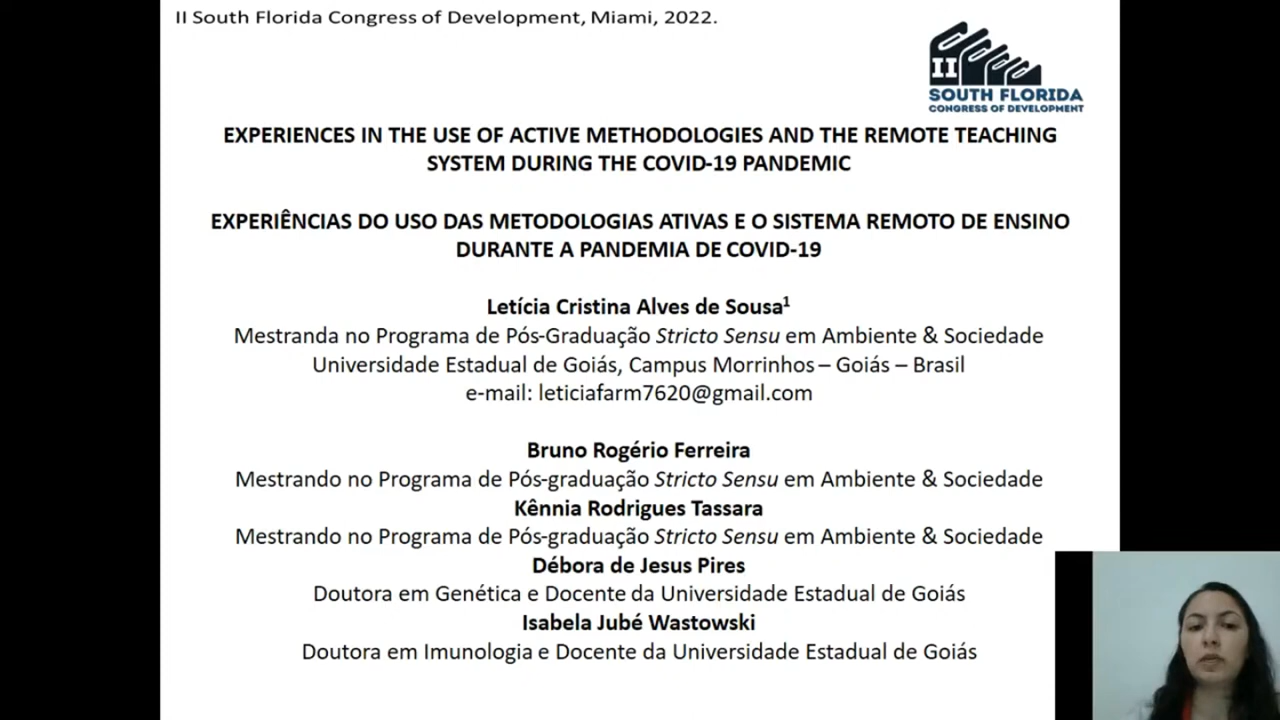 II South Florida Congress of Development, Miami, 2022.
II
SOUTH FLORIDA
CONGRESS OF DEVELOPMENT
EXPERIENCES IN THE USE OF ACTIVE METHODOLOGIES AND THE REMOTE TEACHING
SYSTEM DURING THE COVID-19 PANDEMIC
EXPERIÊNCIAS DO USO DAS METODOLOGIAS ATIVAS E O SISTEMA REMOTO DE ENSINO
DURANTE A PANDEMIA DE COVID-19
Letícia Cristina Alves de Sousa¹
Mestranda no Programa de Pós-Graduação Stricto Sensu em Ambiente & Sociedade
Universidade Estadual de Goiás, Campus Morrinhos – Goiás – Brasil
e-mail: leticiafarm7620@gmail.com
Bruno Rogério Ferreira
Mestrando no Programa de Pós-graduação Stricto Sensu em Ambiente & Sociedade
Kênnia Rodrigues Tassara
Mestrando no Programa de Pós-graduação Stricto Sensu em Ambiente & Sociedade
Débora de Jesus Pires
Doutora em Genética e Docente da Universidade Estadual de Goiás
Isabela Jubé Wastowski
Doutora em Imunologia e Docente da Universidade Estadual de Goiás